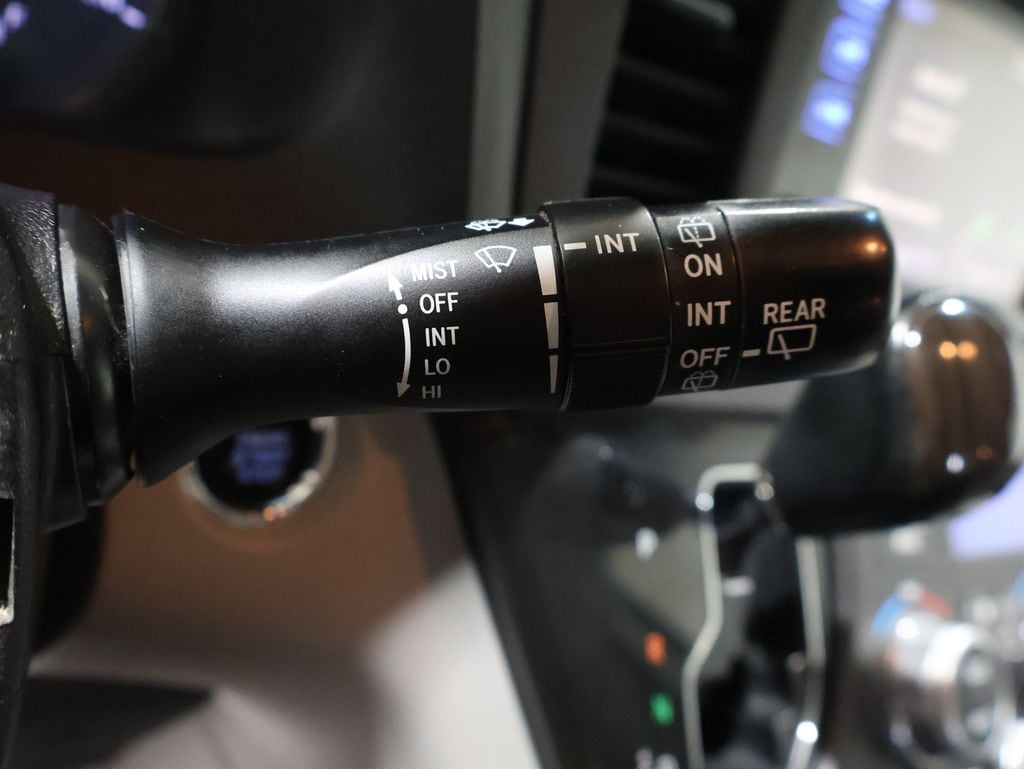 MIST
OFF
INT
LO
HI
INT
ON
INT
OFF
REAR